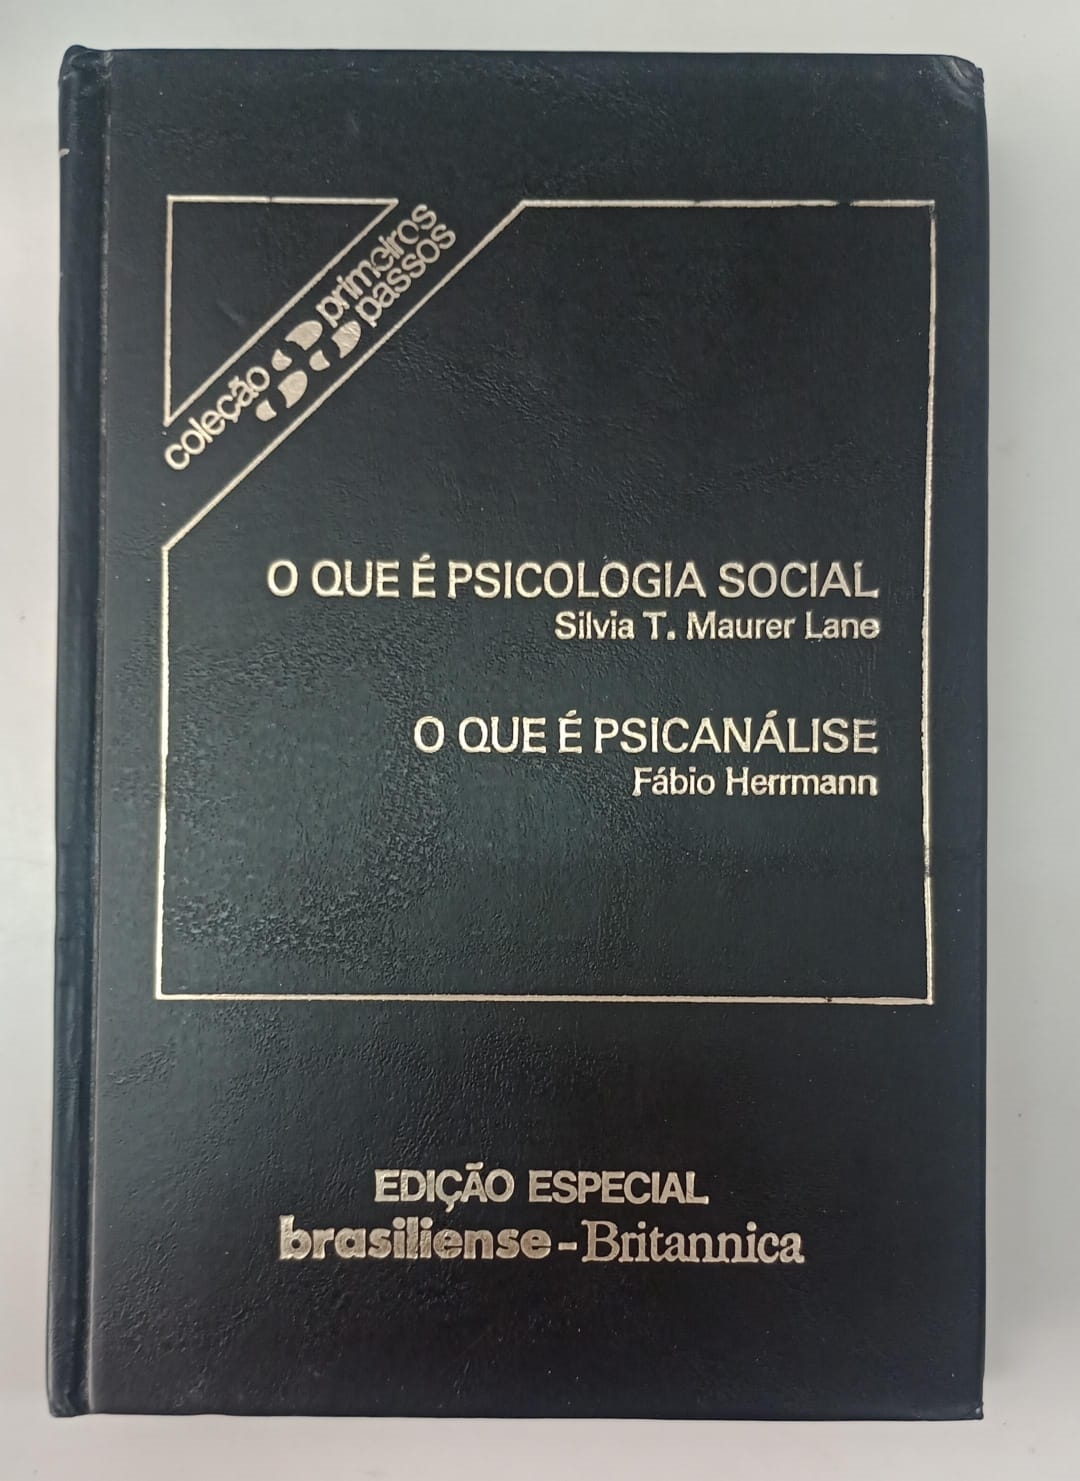 coleção primeiros passos
O QUE É PSICOLOGIA SOCIAL
Silvia T. Maurer Lane
O QUE É PSICANÁLISE
Fábio Herrmann
EDIÇÃO ESPECIAL
brasiliense-Britannica